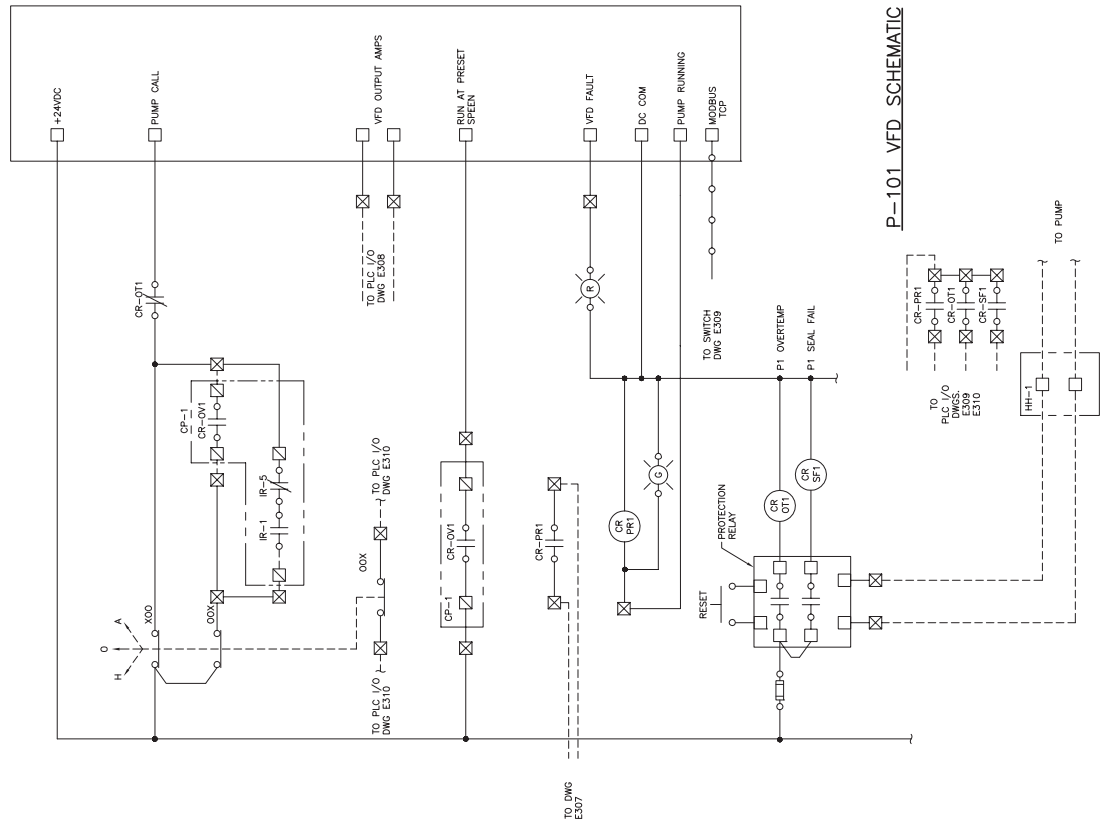 +24VDC
PUMP CALL
VFD OUTPUT AMPS
RUN AT PRESET
SPEEN
VFD FAULT
DC COM
PUMP RUNNING
MODBUS
TCP
H
O
A
XOO
OOX
CR-OT1
CP-1
CR-OV1
IR-1
IR-5
TO PLC I/O
DWG E308
TO PLC I/O
DWG E310
OOX
TO PLC I/O
DWG E310
CP-1
CR-OV1
TO DWG
E307
CR-PR1
R
CR
PR1
G
TO SWITCH
DWG E309
RESET
PROTECTION
RELAY
CR
OT1
P1 OVERTEMP
CR
SF1
P1 SEAL FAIL
TO
PLC I/O
DWGS.
E309
E310
CR-PR1
CR-OT1
CR-SF1
HH-1
TO PUMP
P-101 VFD SCHEMATIC